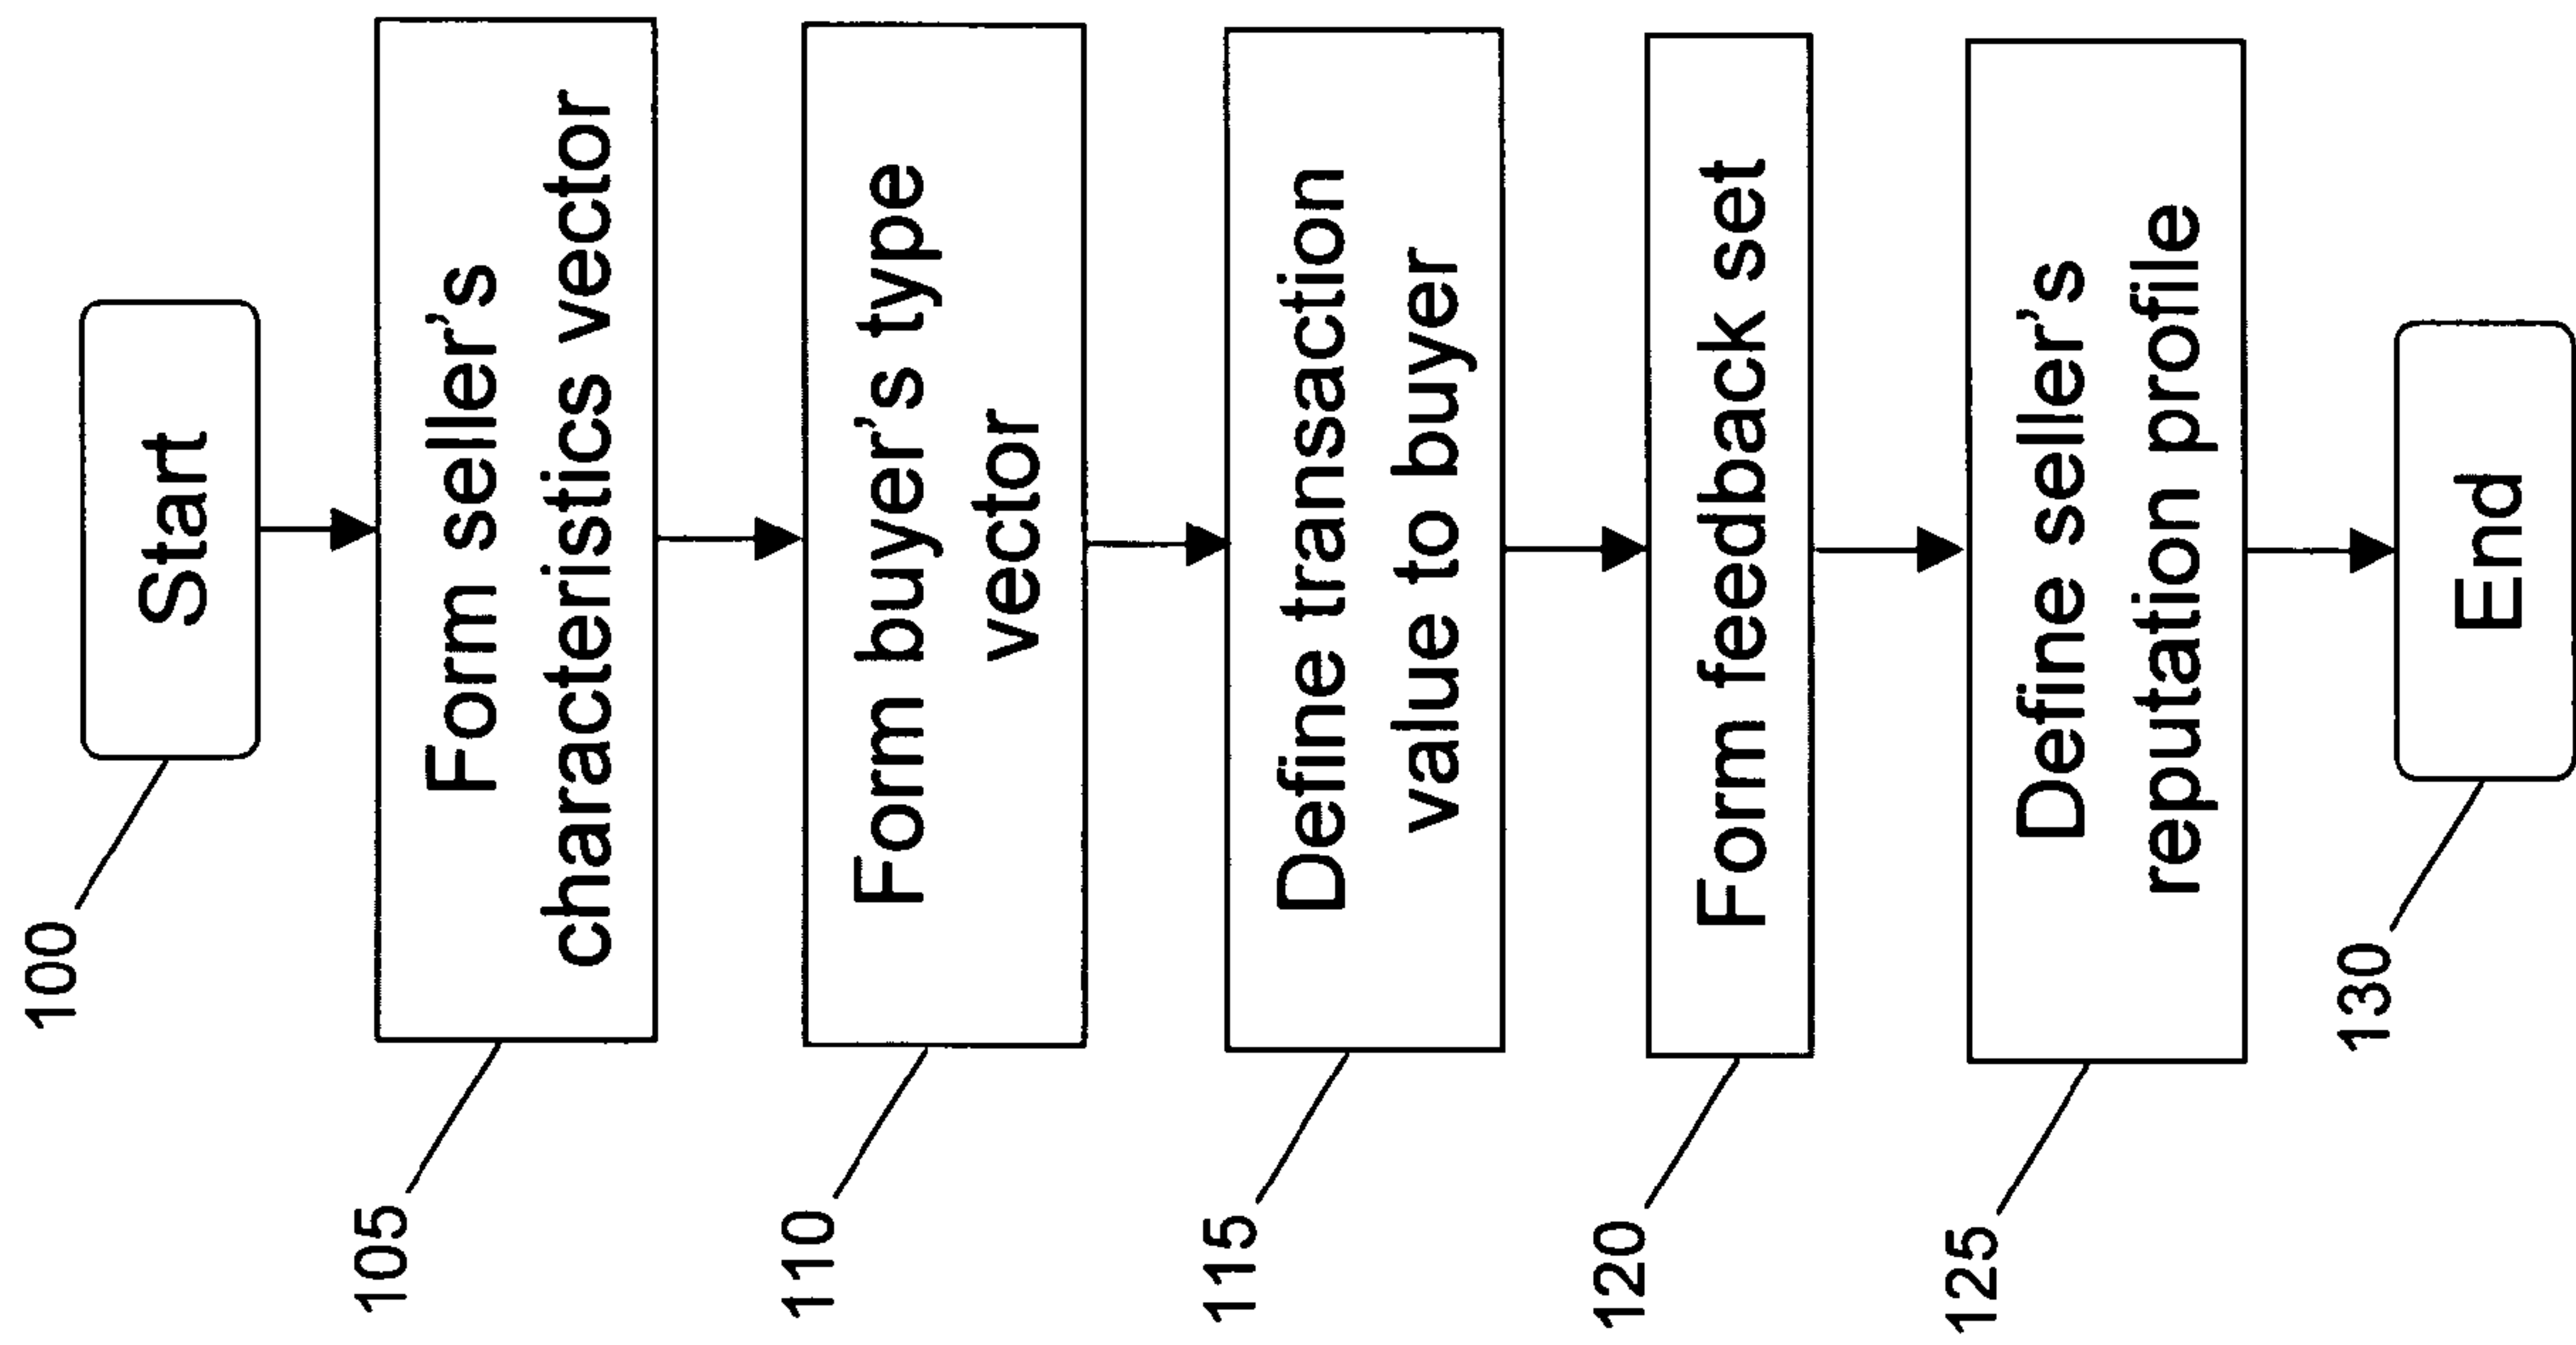 100
Start
105
Form seller's
characteristics vector
110
Form buyer's type
vector
115
Define transaction
value to buyer
120
Form feedback set
125
Define seller's
reputation profile
130
End